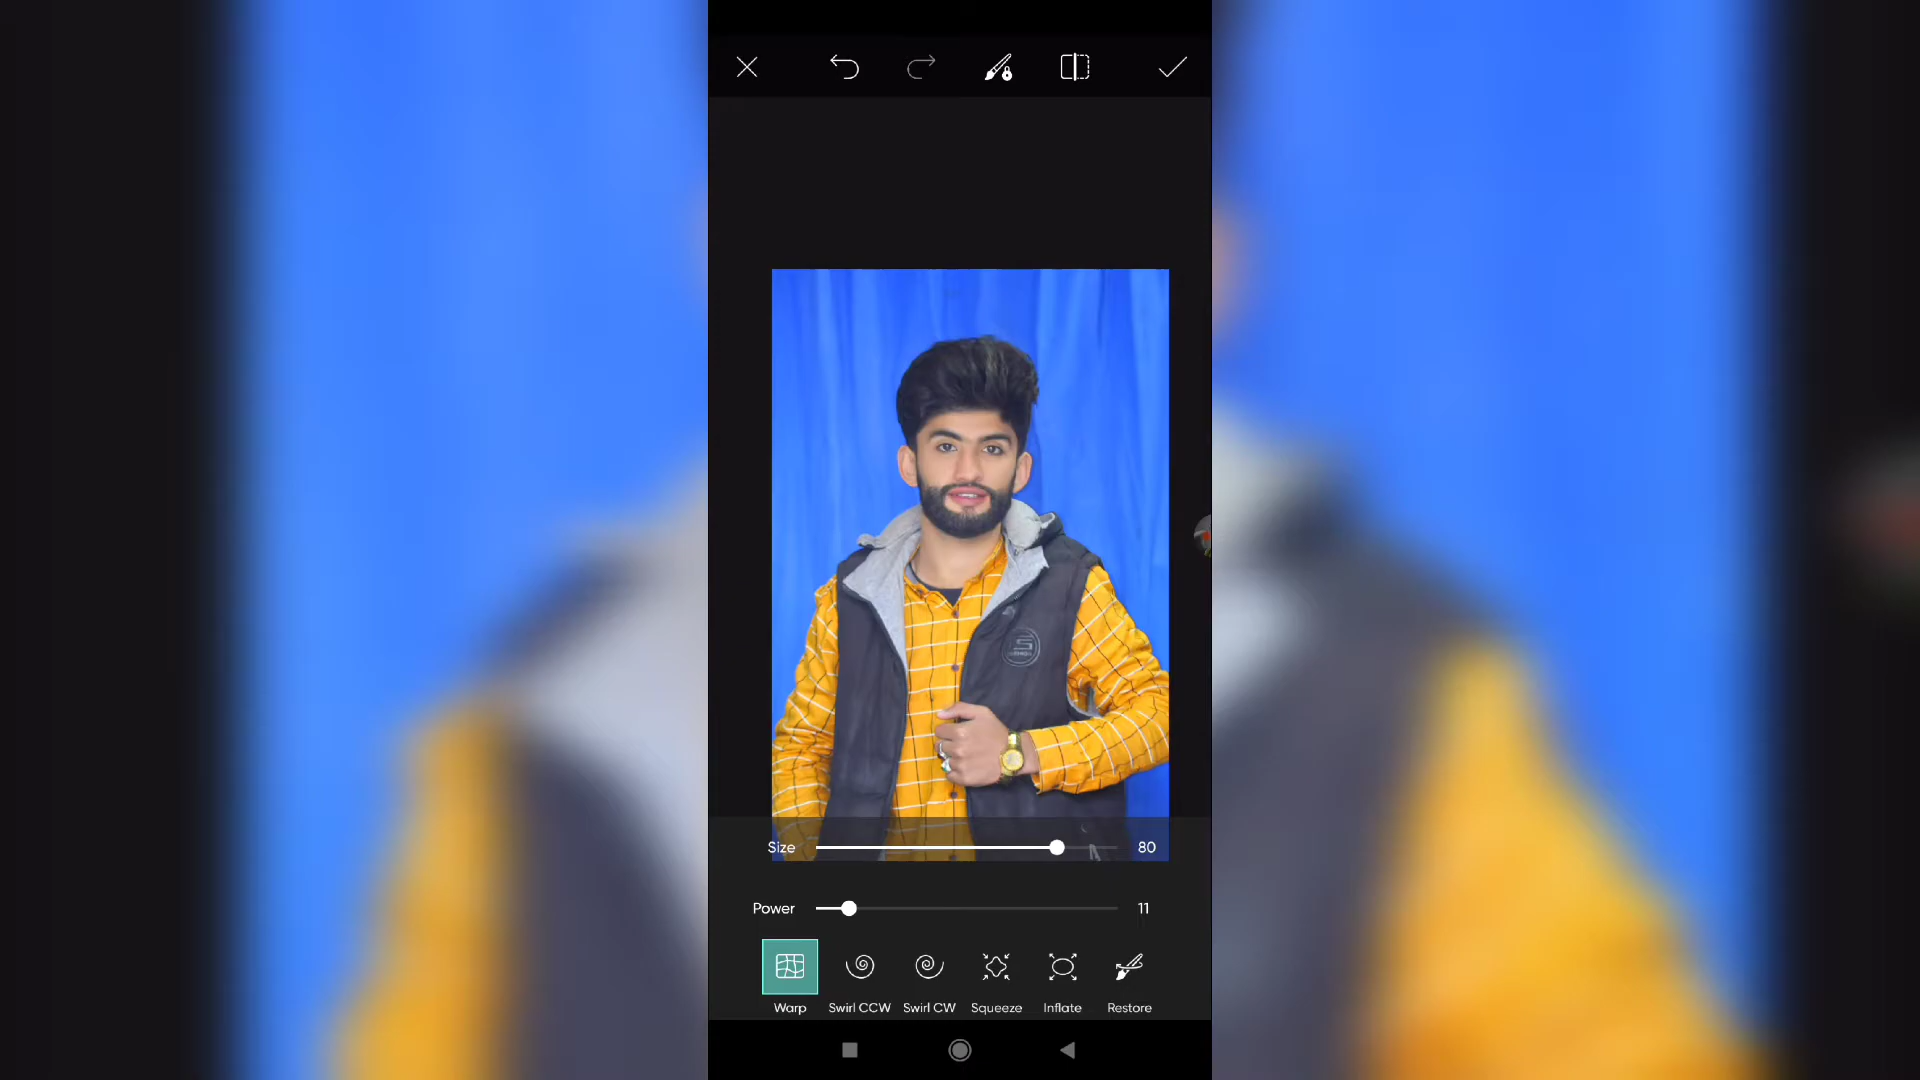 Size 80
Power 11
Warp Swirl CCW Swirl CW Squeeze Inflate Restore